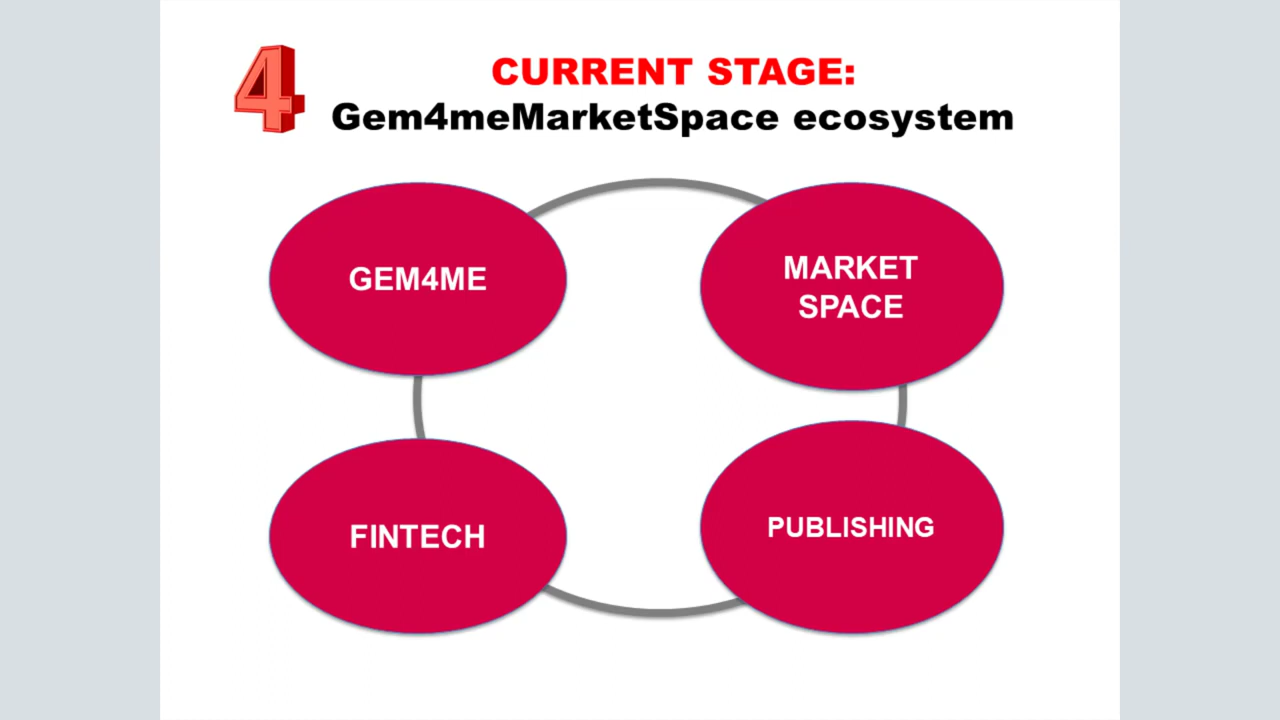 4
CURRENT STAGE:
Gem4meMarketSpace ecosystem
GEM4ME
MARKET
SPACE
FINTECH
PUBLISHING